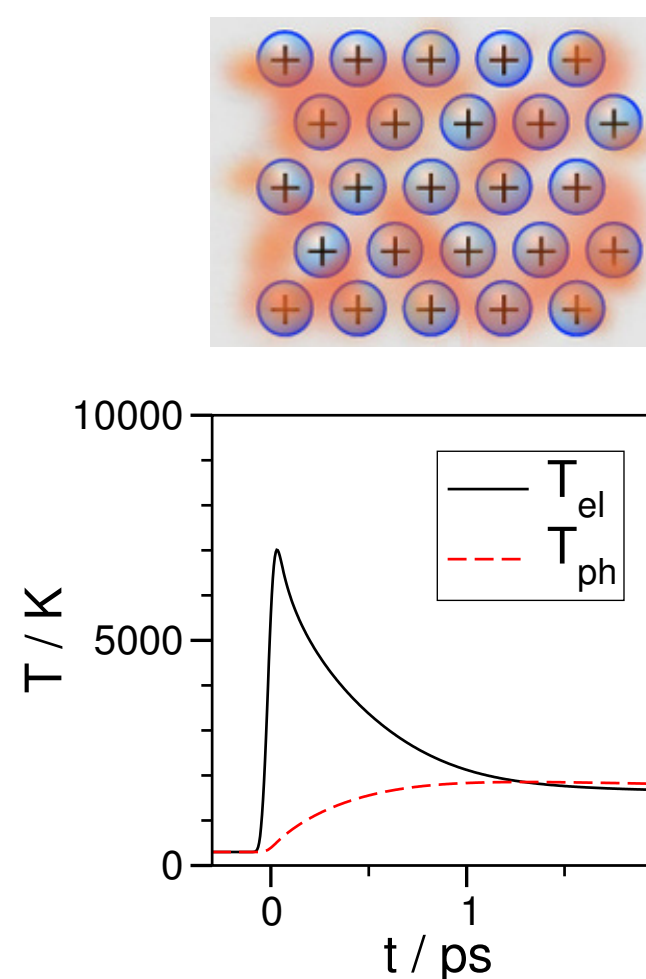 + + + + +
+ + + + +
+ + + + +
+ + + + +
+ + + + +
10000
T_el
T_ph
5000
T / K
0
0 1
t / ps